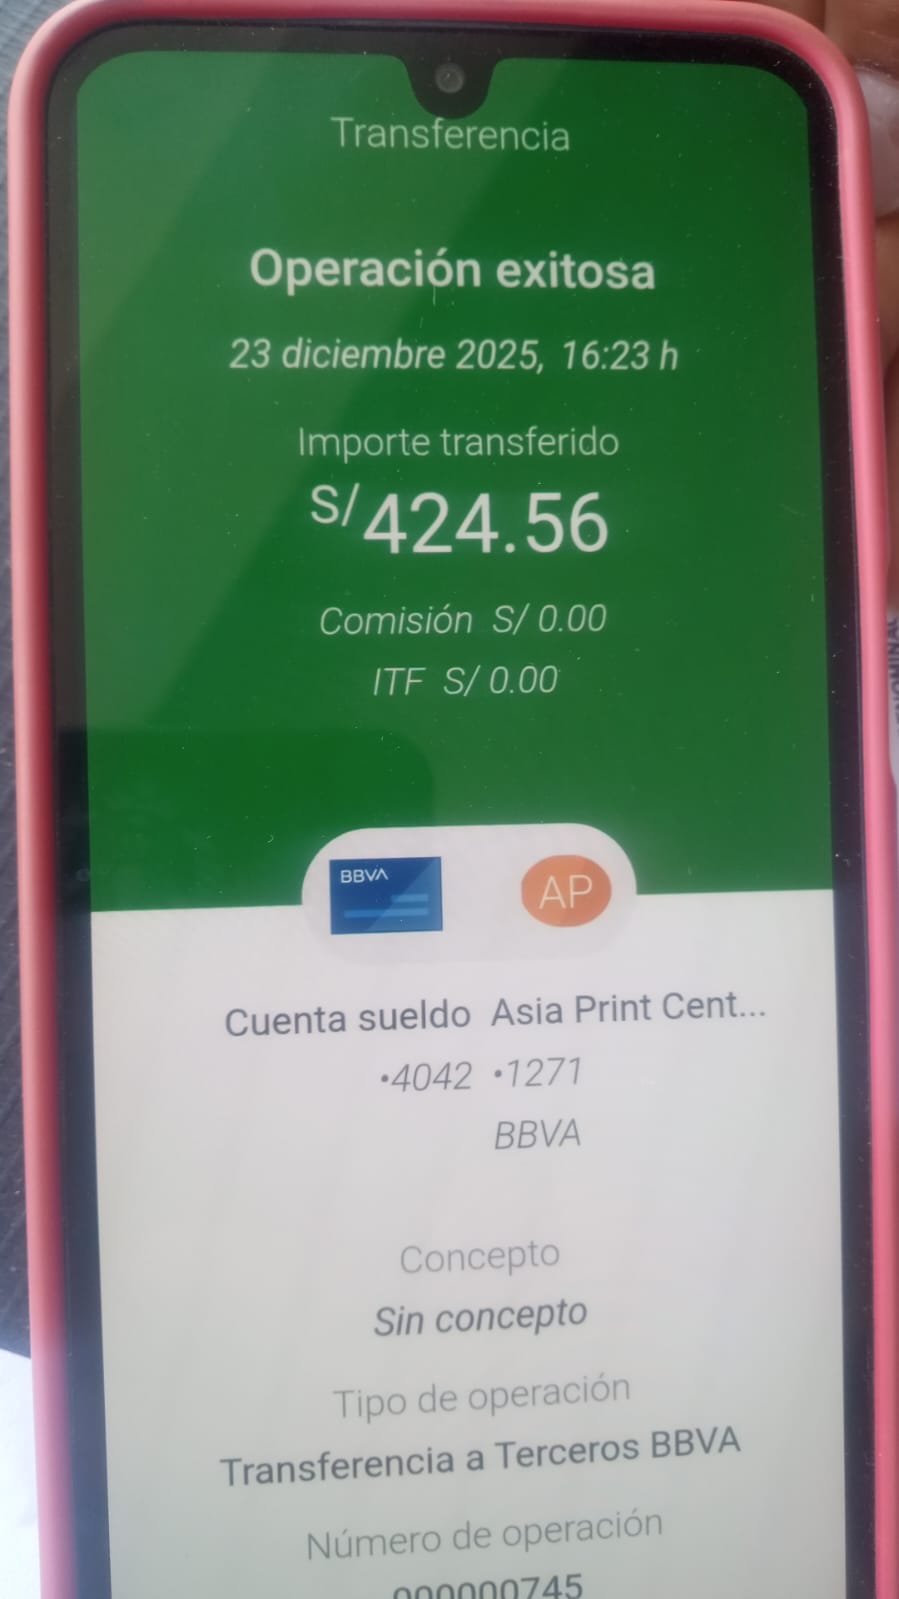 Transferencia
Operación exitosa
23 diciembre 2025, 16:23 h
Importe transferido
S/ 424.56
Comisión S/ 0.00
ITF S/ 0.00
BBVA
AP
Cuenta sueldo Asia Print Cent...
•4042 •1271
BBVA
Concepto
Sin concepto
Tipo de operación
Transferencia a Terceros BBVA
Número de operación
000000745